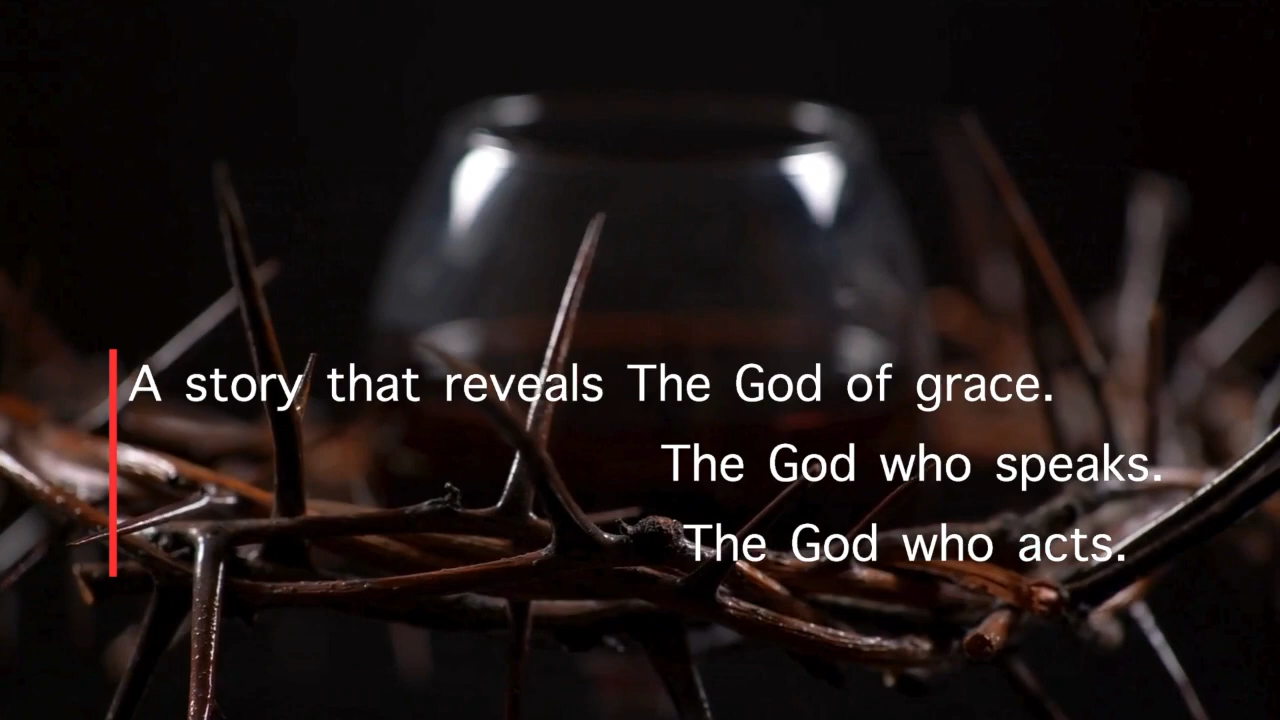 A story that reveals The God of grace.
The God who speaks.
The God who acts.